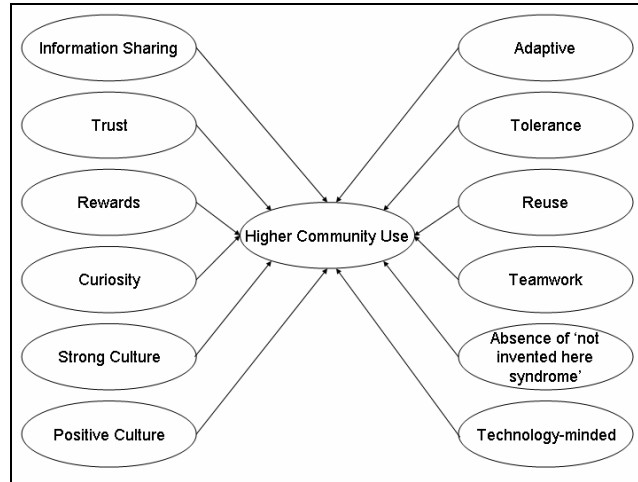 Information Sharing
Adaptive
Trust
Tolerance
Rewards
Reuse
Higher Community Use
Curiosity
Teamwork
Strong Culture
Absence of ‘not
invented here
syndrome’
Positive Culture
Technology-minded